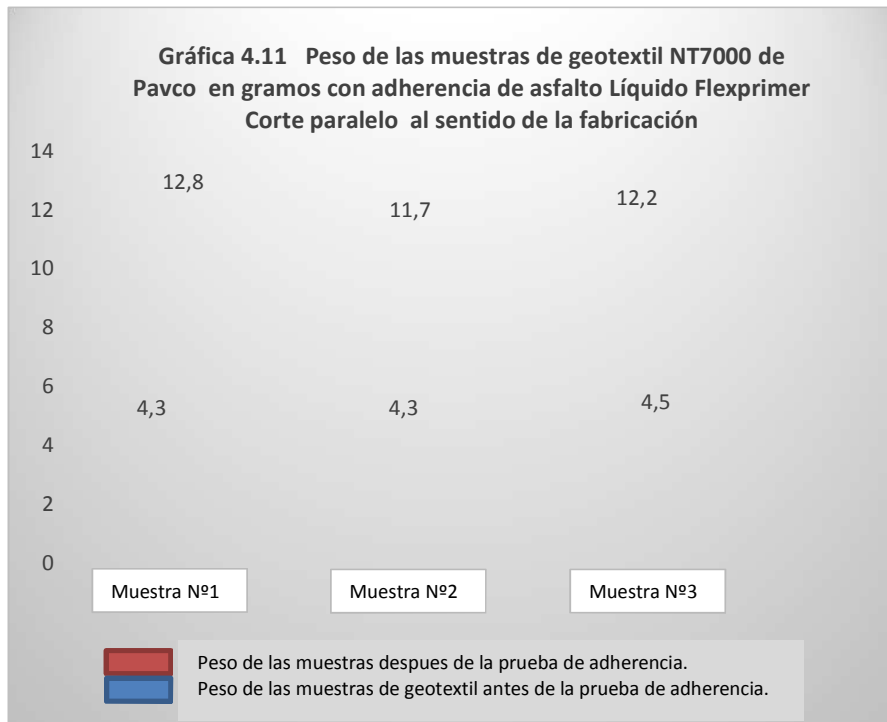 Gráfica 4.11 Peso de las muestras de geotextil NT7000 de
Pavco en gramos con adherencia de asfalto Líquido Flexprimer
Corte paralelo al sentido de la fabricación
14
12,8
12,2
12
11,7
10
8
6
4,3
4,3
4,5
4
2
0
Muestra Nº1
Muestra Nº2
Muestra Nº3
Peso de las muestras despues de la prueba de adherencia.
Peso de las muestras de geotextil antes de la prueba de adherencia.